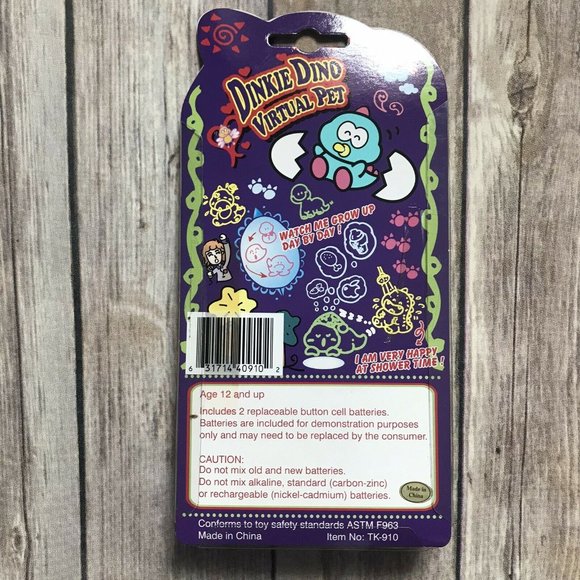 DINKIE DINO
VIRTUAL PET
WATCH ME GROW UP
DAY BY DAY !
I AM VERY HAPPY
AT SHOWER TIME !
6 31714 40910 2
Age 12 and up
Includes 2 replaceable button cell batteries.
Batteries are included for demonstration purposes
only and may need to be replaced by the consumer.
CAUTION:
Do not mix old and new batteries.
Do not mix alkaline, standard (carbon-zinc)
or rechargeable (nickel-cadmium) batteries.
Made in
China
Conforms to toy safety standards ASTM F963
Made in China Item No: TK-910